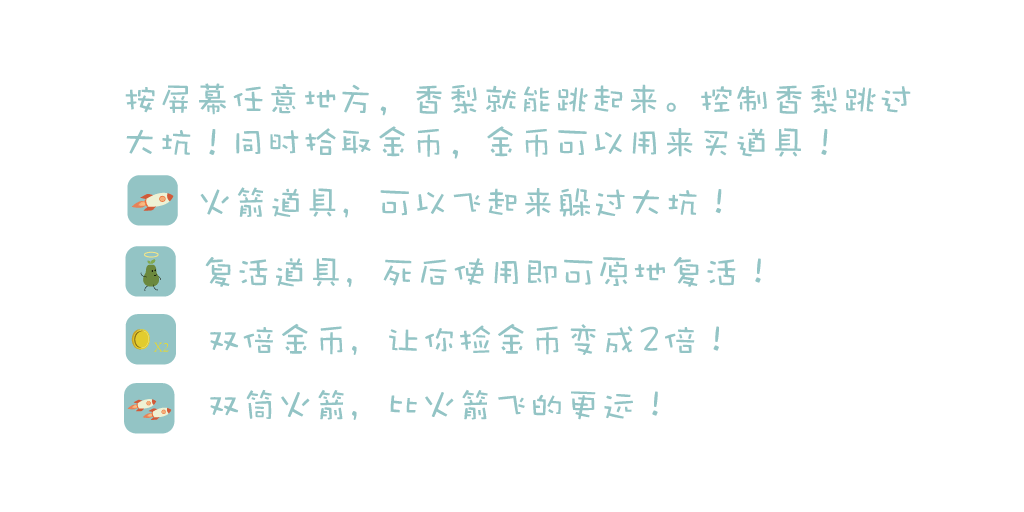 按屏幕任意地方，香梨就能跳起来。控制香梨跳过
大坑！同时拾取金币，金币可以用来买道具！
火箭道具，可以飞起来躲过大坑！
复活道具，死后使用即可原地复活！
X2
双倍金币，让你捡金币变成2倍！
双筒火箭，比火箭飞的更远！